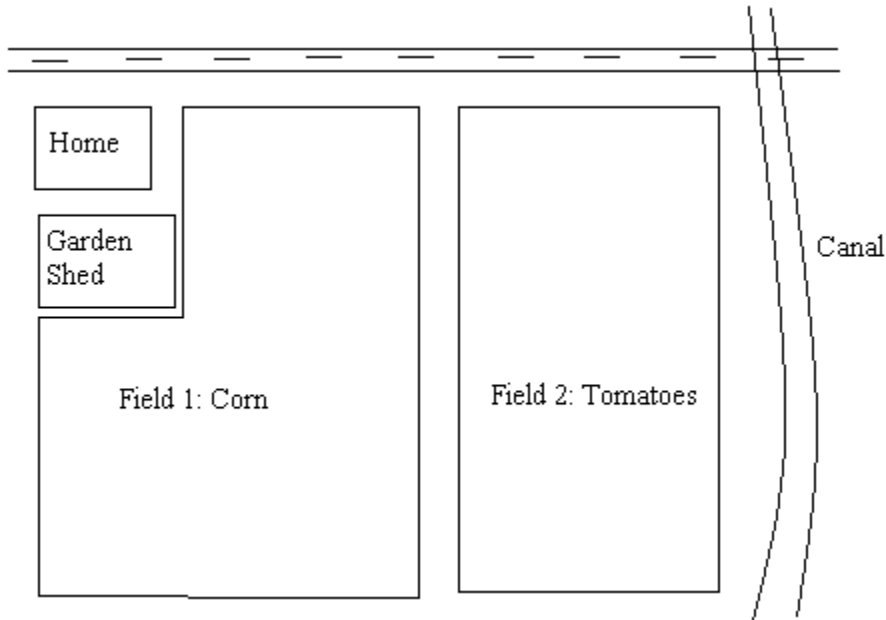 Home
Garden
Shed
Canal
Field 1: Corn
Field 2: Tomatoes